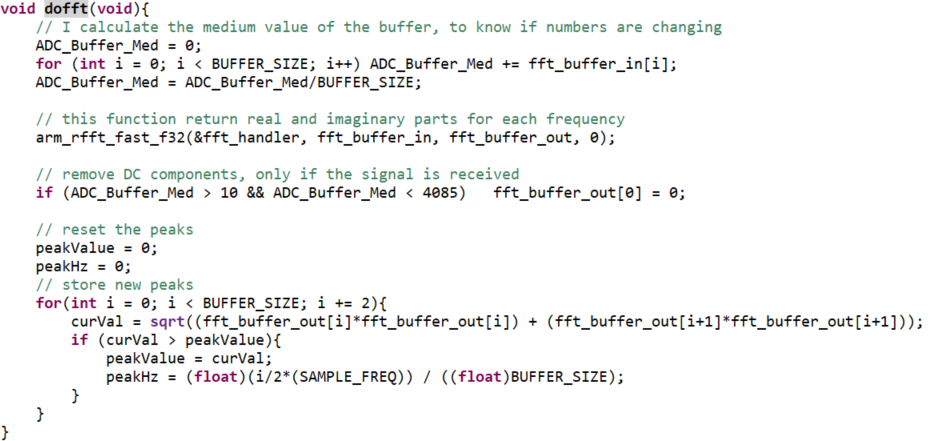 void dofft(void){
    // I calculate the medium value of the buffer, to know if numbers are changing
    ADC_Buffer_Med = 0;
    for (int i = 0; i < BUFFER_SIZE; i++) ADC_Buffer_Med += fft_buffer_in[i];
    ADC_Buffer_Med = ADC_Buffer_Med/BUFFER_SIZE;

    // this function return real and imaginary parts for each frequency
    arm_rfft_fast_f32(&fft_handler, fft_buffer_in, fft_buffer_out, 0);

    // remove DC components, only if the signal is received
    if (ADC_Buffer_Med > 10 && ADC_Buffer_Med < 4085)   fft_buffer_out[0] = 0;

    // reset the peaks
    peakValue = 0;
    peakHz = 0;
    // store new peaks
    for(int i = 0; i < BUFFER_SIZE; i += 2){
        curVal = sqrt((fft_buffer_out[i]*fft_buffer_out[i]) + (fft_buffer_out[i+1]*fft_buffer_out[i+1]));
        if (curVal > peakValue){
            peakValue = curVal;
            peakHz = (float)(i/2*(SAMPLE_FREQ)) / ((float)BUFFER_SIZE);
        }
    }
}